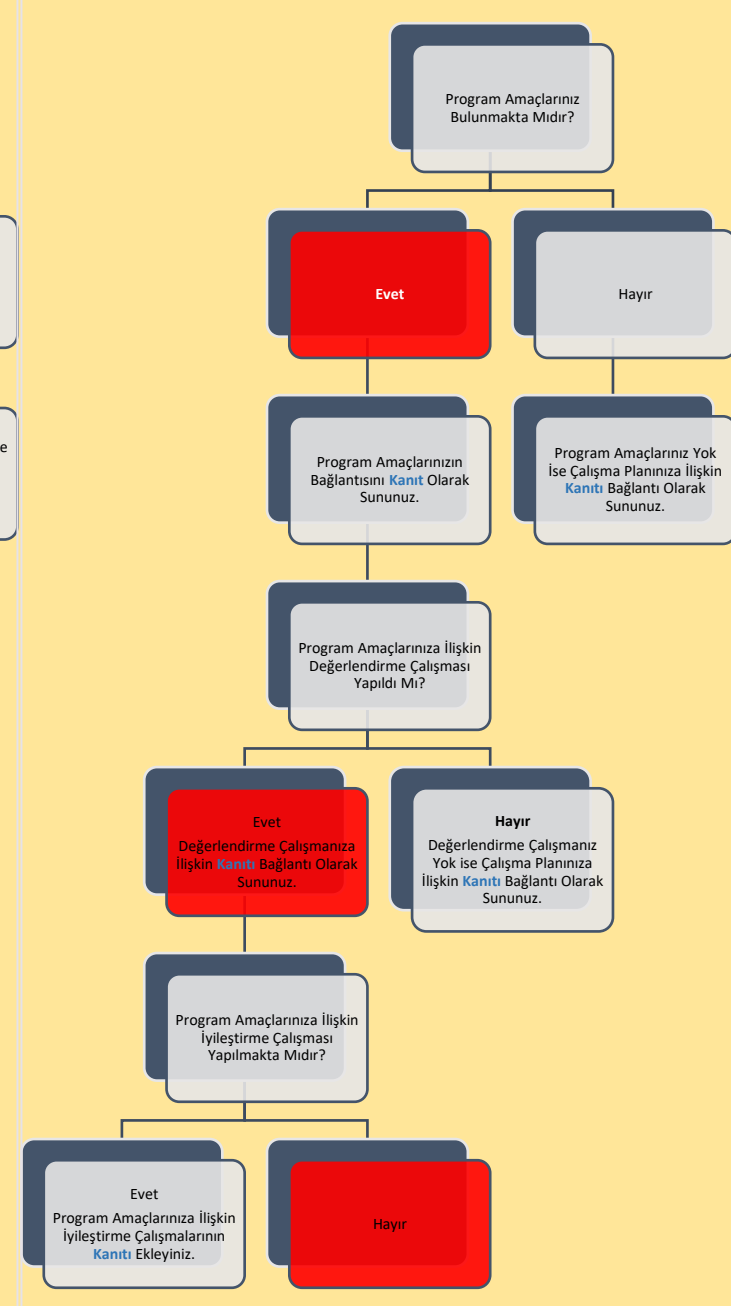 Program Amaçlarınız
Bulunmakta Mıdır?
Evet
Hayır
e
Program Amaçlarınızın
Bağlantısını Kanıt Olarak
Sununuz.
Program Amaçlarınız Yok
İse Çalışma Planınıza İlişkin
Kanıtı Bağlantı Olarak
Sununuz.
Program Amaçlarınıza İlişkin
Değerlendirme Çalışması
Yapıldı Mı?
Evet
Değerlendirme Çalışmanıza
İlişkin Kanıtı Bağlantı Olarak
Sununuz.
Hayır
Değerlendirme Çalışmanız
Yok ise Çalışma Planınıza
İlişkin Kanıtı Bağlantı Olarak
Sununuz.
Program Amaçlarınıza İlişkin
İyileştirme Çalışması
Yapılmakta Mıdır?
Evet
Program Amaçlarınıza İlişkin
İyileştirme Çalışmalarının
Kanıtı Ekleyiniz.
Hayır